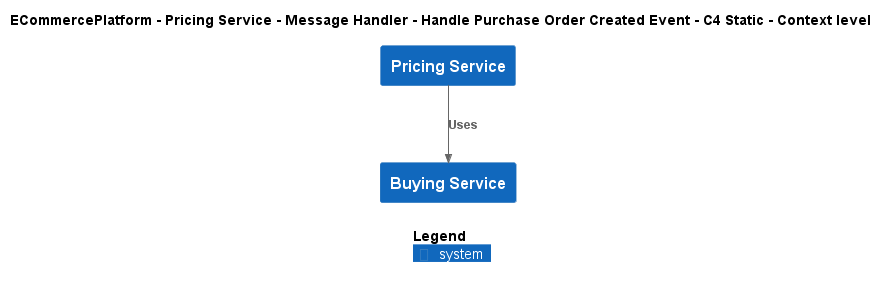 ECommercePlatform - Pricing Service - Message Handler - Handle Purchase Order Created Event - C4 Static - Context level
Pricing Service
Uses
Buying Service
Legend
system